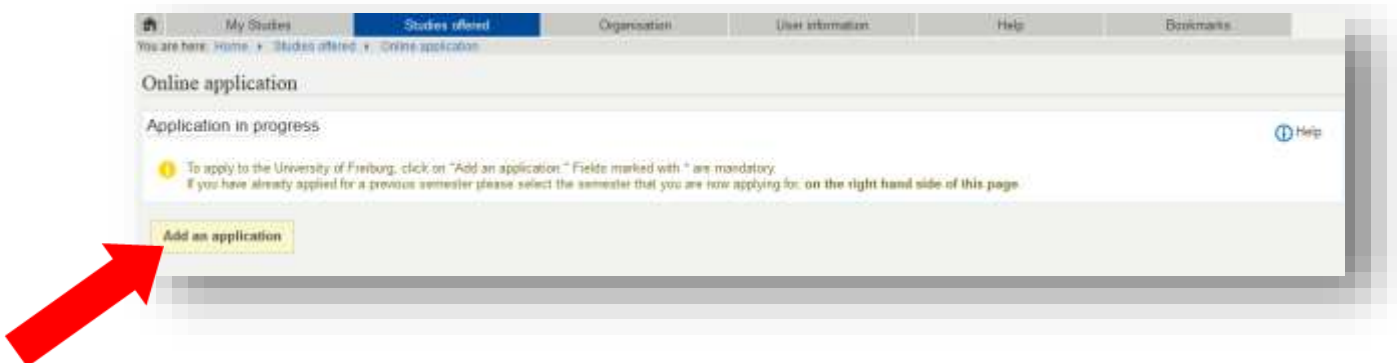 My Studies Studies offered Organisation User information Help Bookmarks
You are here: Home Studies offered Online application
Online application
Application in progress
Help
To apply to the University of Freiburg, click on "Add an application." Fields marked with * are mandatory.
If you have already applied for a previous semester please select the semester that you are now applying for, on the right hand side of this page.
Add an application